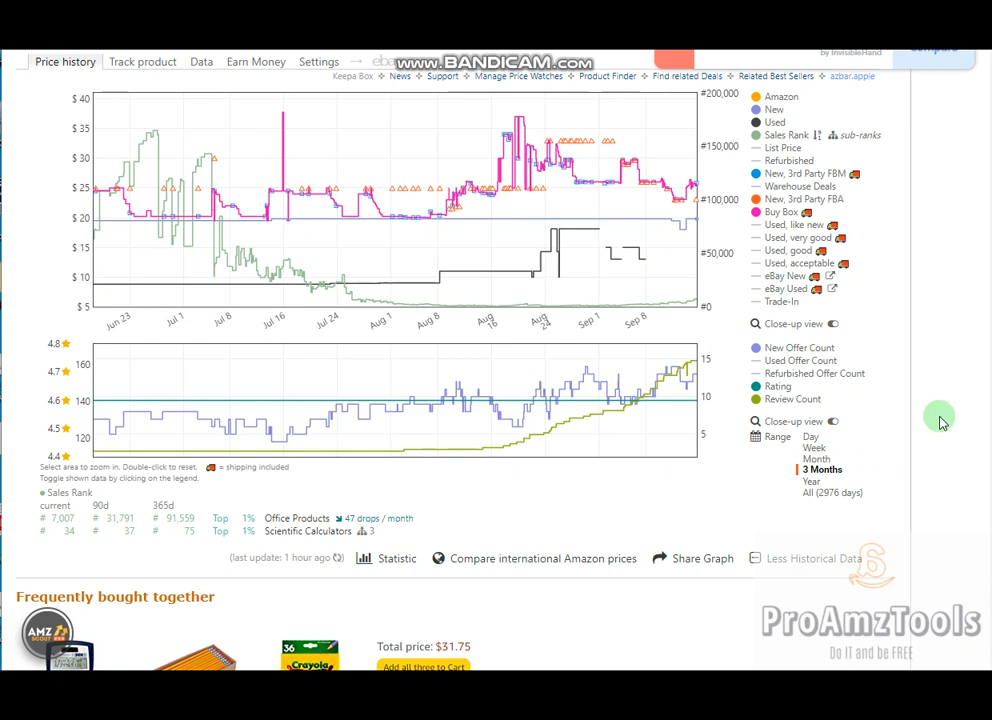 by InvisibleHand
Price history Track product Data Earn Money Settings → eba
www.BANDICAM.com
Keepa Box News Support Manage Price Watches Product Finder Find related Deals Related Best Sellers azbar.apple
$ 40
$ 35
$ 30
$ 25
$ 20
$ 15
$ 10
$ 5
#200,000
#150,000
#100,000
#50,000
#0
Jun 23 Jul 1 Jul 8 Jul 16 Jul 24 Aug 1 Aug 8 Aug 16 Aug 24 Sep 1 Sep 8
Amazon
New
Used
Sales Rank sub-ranks
List Price
Refurbished
New, 3rd Party FBM
Warehouse Deals
New, 3rd Party FBA
Buy Box
Used, like new
Used, very good
Used, good
Used, acceptable
eBay New
eBay Used
Trade-In
Close-up view
4.8
4.7
4.6
4.5
4.4
160
140
120
15
10
5
New Offer Count
Used Offer Count
Refurbished Offer Count
Rating
Review Count
Close-up view
Range Day
Week
Month
3 Months
Year
All (2976 days)
Select area to zoom in. Double-click to reset. = shipping included
Toggle shown data by clicking on the legend.
Sales Rank
current 90d 365d
# 7,007 # 31,791 # 91,559 Top 1% Office Products 47 drops / month
# 34 # 37 # 75 Top 1% Scientific Calculators 3
(last update: 1 hour ago) Statistic Compare international Amazon prices Share Graph Less Historical Data
Frequently bought together
AMZ
SCOUT PRO
36
Crayola
Total price: $31.75
Add all three to Cart
ProAmzTools
Do IT and be FREE